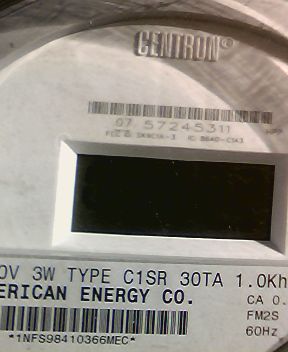 CENTRON®
07 57245311
0V 3W TYPE C1SR 30TA 1.0Kh
ERICAN ENERGY CO.
CA 0.
FM2S
60Hz
*1NFS98410366MEC*